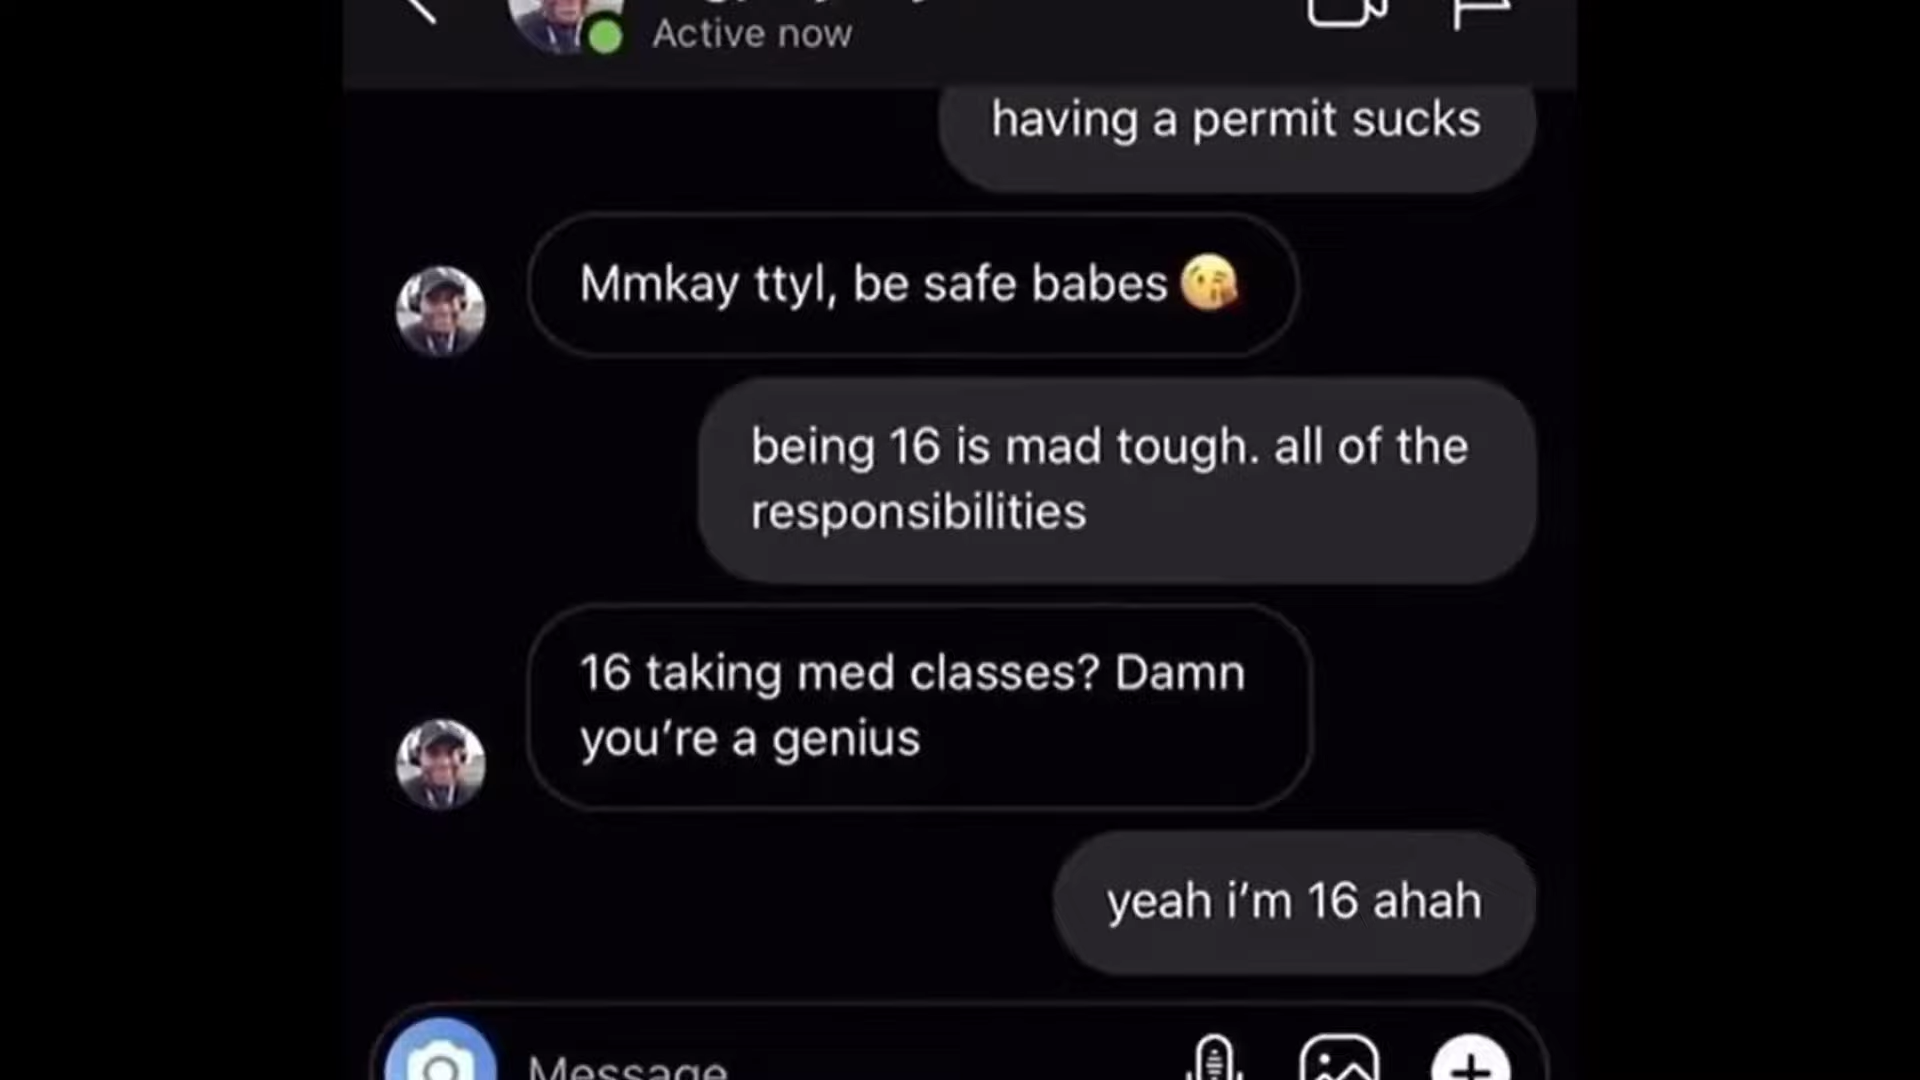 Active now
having a permit sucks
Mmkay ttyl, be safe babes 😘
being 16 is mad tough. all of the
responsibilities
16 taking med classes? Damn
you're a genius
yeah i'm 16 ahah
Message